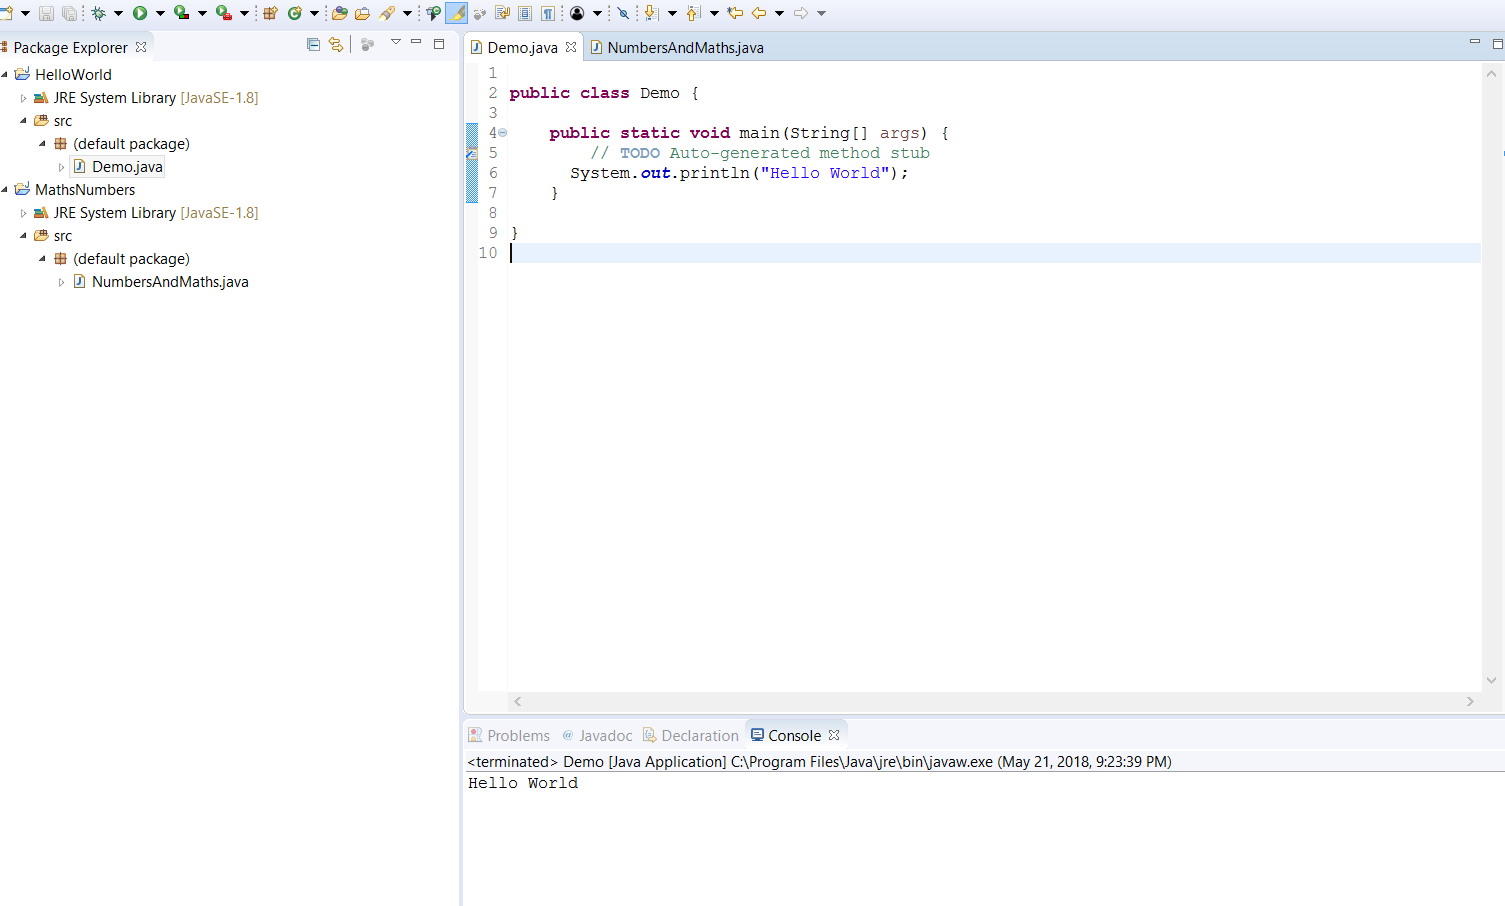 Package Explorer
HelloWorld
JRE System Library [JavaSE-1.8]
src
(default package)
Demo.java
MathsNumbers
JRE System Library [JavaSE-1.8]
src
(default package)
NumbersAndMaths.java
Demo.java NumbersAndMaths.java
1
2 public class Demo {
3
4 public static void main(String[] args) {
5 // TODO Auto-generated method stub
6 System.out.println("Hello World");
7 }
8
9 }
10
Problems @ Javadoc Declaration Console
<terminated> Demo [Java Application] C:\Program Files\Java\jre\bin\javaw.exe (May 21, 2018, 9:23:39 PM)
Hello World